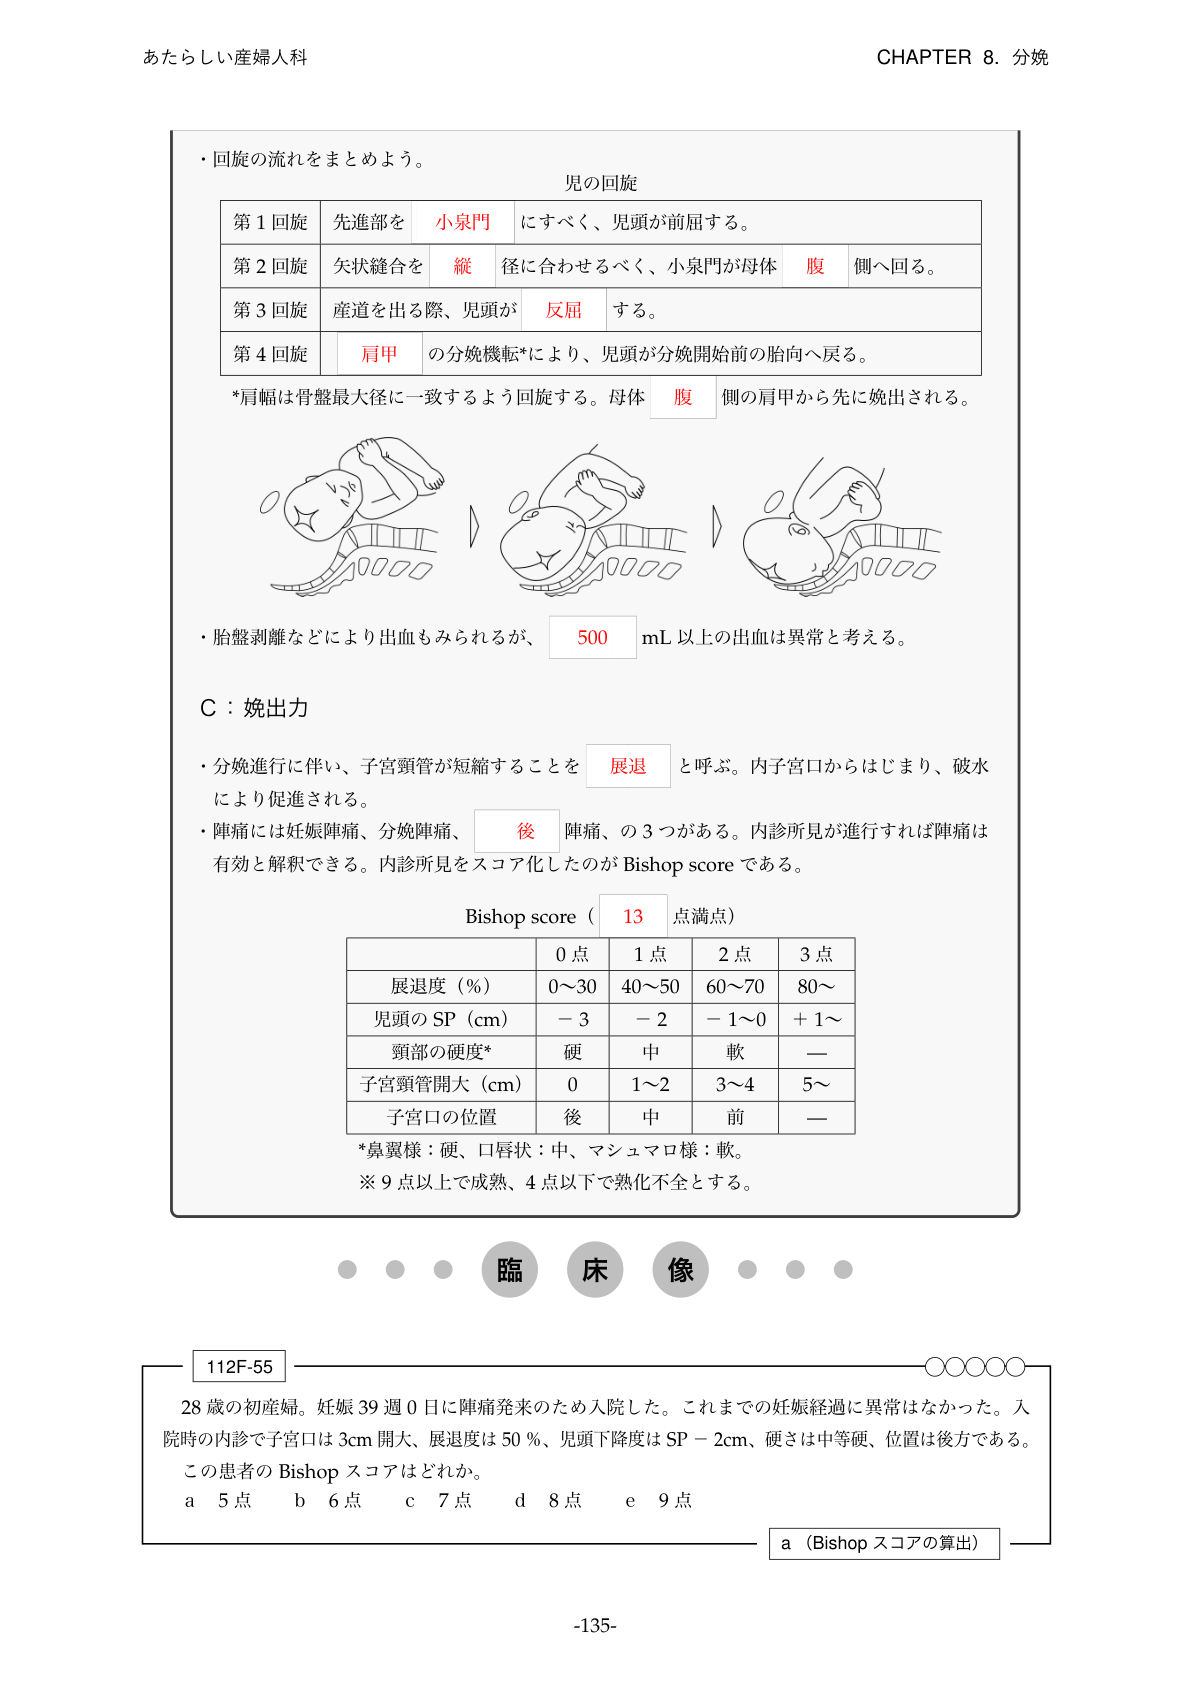 あたらしい産婦人科
CHAPTER 8. 分娩
・回旋の流れをまとめよう。
児の回旋
第1回旋 先進部を 小泉門 にすべく、児頭が前屈する。
第2回旋 矢状縫合を 縦 径に合わせるべく、小泉門が母体 腹 側へ回る。
第3回旋 産道を出る際、児頭が 反屈 する。
第4回旋 肩甲 の分娩機転*により、児頭が分娩開始前の胎向へ戻る。
*肩幅は骨盤最大径に一致するよう回旋する。母体 腹 側の肩甲から先に娩出される。
・胎盤剥離などにより出血もみられるが、 500 mL 以上の出血は異常と考える。
C:娩出力
・分娩進行に伴い、子宮頸管が短縮することを 展退 と呼ぶ。内子宮口からはじまり、破水
により促進される。
・陣痛には妊娠陣痛、分娩陣痛、 後 陣痛、の3つがある。内診所見が進行すれば陣痛は
有効と解釈できる。内診所見をスコア化したのが Bishop score である。
Bishop score( 13 点満点)
0点 1点 2点 3点
展退度(%) 0〜30 40〜50 60〜70 80〜
児頭の SP(cm) −3 −2 −1〜0 +1〜
頸部の硬度* 硬 中 軟 ―
子宮頸管開大(cm) 0 1〜2 3〜4 5〜
子宮口の位置 後 中 前 ―
*鼻翼様:硬、口唇状:中、マシュマロ様:軟。
※9点以上で成熟、4点以下で熟化不全とする。
臨床像
112F-55
28歳の初産婦。妊娠39週0日に陣痛発来のため入院した。これまでの妊娠経過に異常はなかった。入
院時の内診で子宮口は3cm開大、展退度は50%、児頭下降度はSP−2cm、硬さは中等硬、位置は後方である。
この患者の Bishop スコアはどれか。
a 5点 b 6点 c 7点 d 8点 e 9点
a(Bishop スコアの算出)
-135-